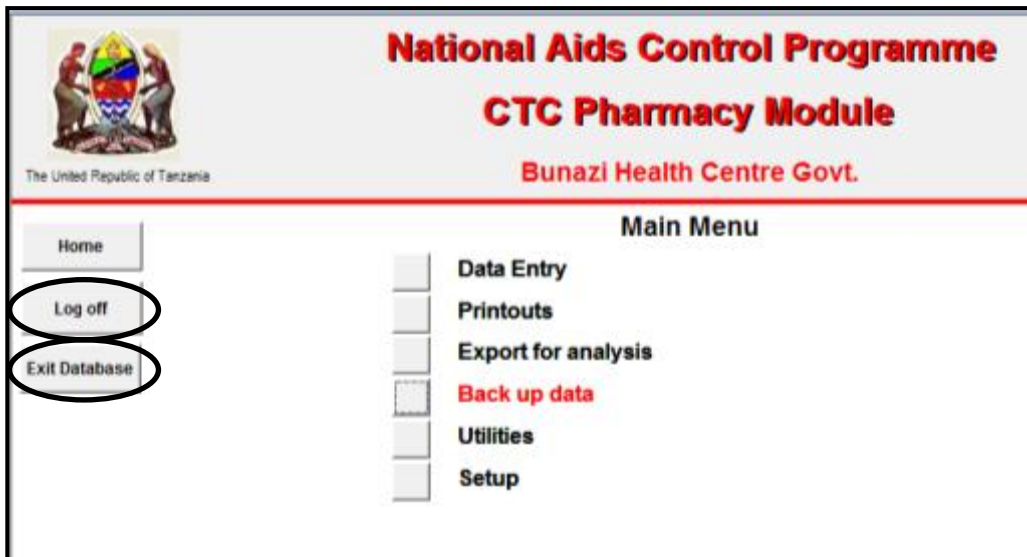 National Aids Control Programme
CTC Pharmacy Module
The United Republic of Tanzania
Bunazi Health Centre Govt.
Main Menu
Home
Log off
Exit Database
Data Entry
Printouts
Export for analysis
Back up data
Utilities
Setup